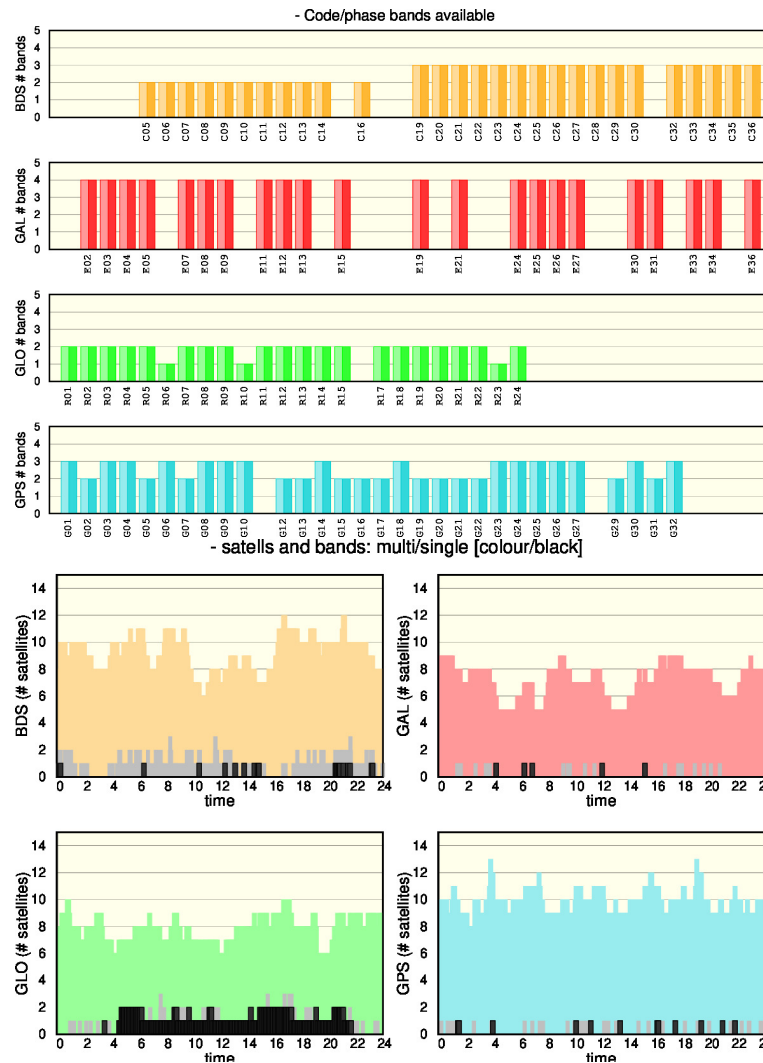 - Code/phase bands available
BDS # bands
5
4
3
2
1
0
C05 C06 C07 C08 C09 C10 C11 C12 C13 C14 C16 C19 C20 C21 C22 C23 C24 C25 C26 C27 C28 C29 C30 C32 C33 C34 C35 C36
GAL # bands
5
4
3
2
1
0
E02 E03 E04 E05 E07 E08 E09 E11 E12 E13 E15 E19 E21 E24 E25 E26 E27 E30 E31 E33 E34 E36
GLO # bands
5
4
3
2
1
0
R01 R02 R03 R04 R05 R06 R07 R08 R09 R10 R11 R12 R13 R14 R15 R17 R18 R19 R20 R21 R22 R23 R24
GPS # bands
5
4
3
2
1
0
G01 G02 G03 G04 G05 G06 G07 G08 G09 G10 G12 G13 G14 G15 G16 G17 G18 G19 G20 G21 G22 G23 G24 G25 G26 G27 G29 G30 G31 G32
- satells and bands: multi/single [colour/black]
BDS (# satellites)
14
12
10
8
6
4
2
0
0 2 4 6 8 10 12 14 16 18 20 22 24
time
GAL (# satellites)
14
12
10
8
6
4
2
0
0 2 4 6 8 10 12 14 16 18 20 22 24
time
GLO (# satellites)
14
12
10
8
6
4
2
0
0 2 4 6 8 10 12 14 16 18 20 22 24
time
GPS (# satellites)
14
12
10
8
6
4
2
0
0 2 4 6 8 10 12 14 16 18 20 22 24
time